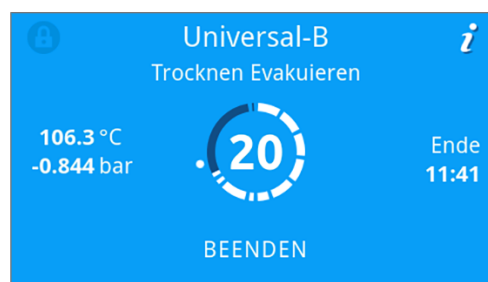 Universal-B
i
Trocknen Evakuieren
106.3 °C
-0.844 bar
20
Ende
11:41
BEENDEN